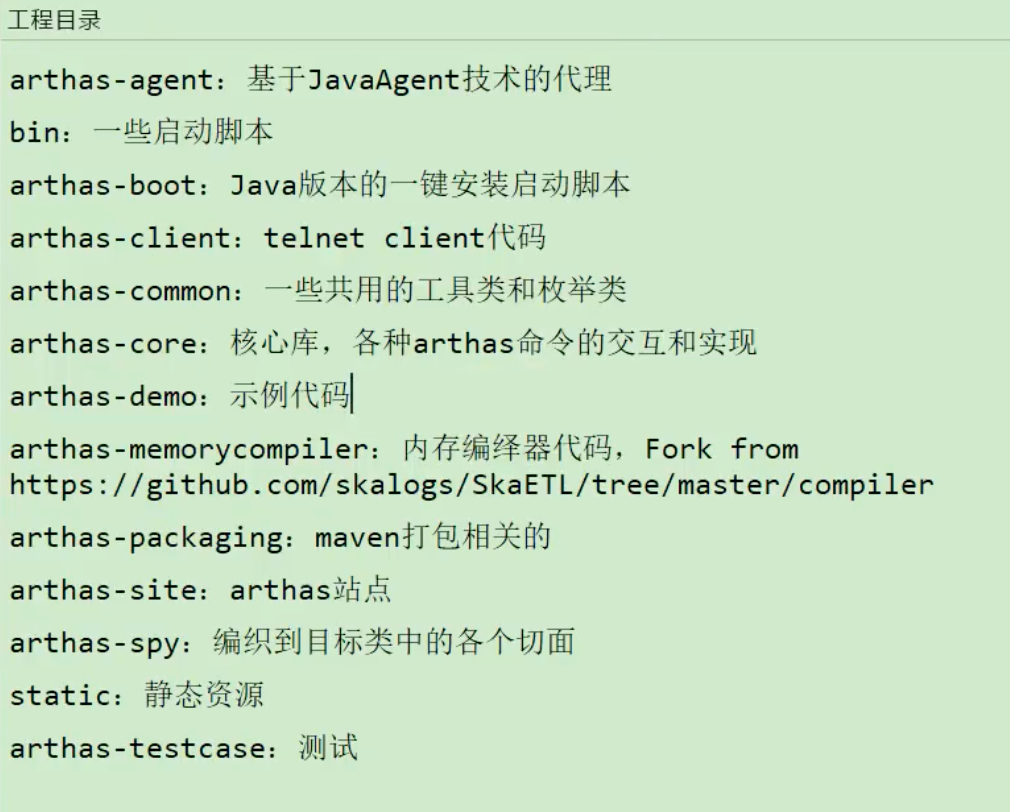 工程目录
arthas-agent：基于JavaAgent技术的代理
bin：一些启动脚本
arthas-boot：Java版本的一键安装启动脚本
arthas-client：telnet client代码
arthas-common：一些共用的工具类和枚举类
arthas-core：核心库，各种arthas命令的交互和实现
arthas-demo：示例代码
arthas-memorycompiler：内存编绎器代码，Fork from
https://github.com/skalogs/SkaETL/tree/master/compiler
arthas-packaging：maven打包相关的
arthas-site：arthas站点
arthas-spy：编织到目标类中的各个切面
static：静态资源
arthas-testcase：测试